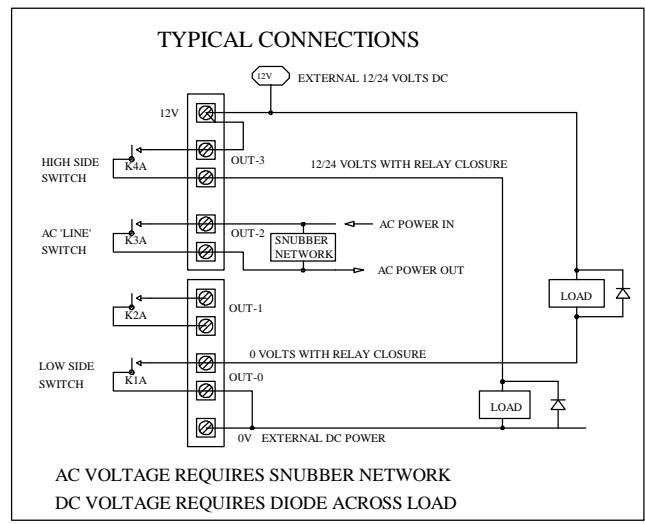 TYPICAL CONNECTIONS
12V
EXTERNAL 12/24 VOLTS DC
12V
HIGH SIDE
SWITCH
K4A
OUT-3
12/24 VOLTS WITH RELAY CLOSURE
AC 'LINE'
SWITCH
K3A
OUT-2
SNUBBER
NETWORK
AC POWER IN
AC POWER OUT
K2A
OUT-1
LOAD
0 VOLTS WITH RELAY CLOSURE
LOW SIDE
SWITCH
K1A
OUT-0
LOAD
0V EXTERNAL DC POWER
AC VOLTAGE REQUIRES SNUBBER NETWORK
DC VOLTAGE REQUIRES DIODE ACROSS LOAD